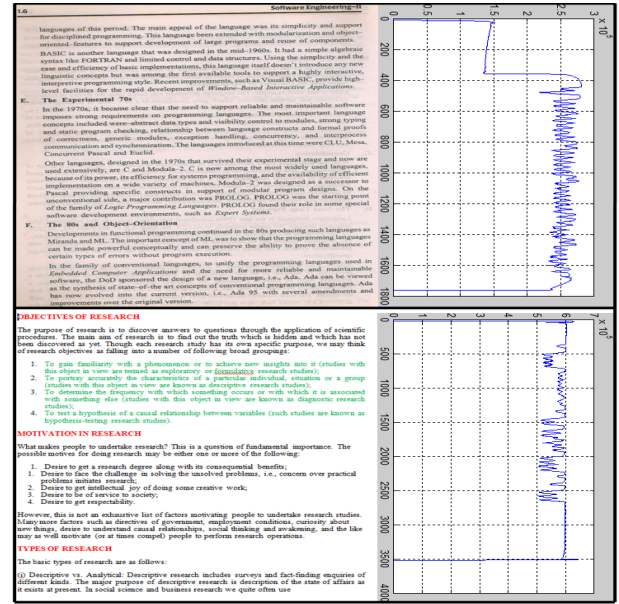 1.6 Software Engineering–II
languages of this period. The main appeal of the language was its simplicity and support
for disciplined programming. This language been extended with modularization and object–
oriented–features to support development of large programs and reuse of components.
BASIC is another language that was designed in the mid–1960s. It had a simple algebraic
syntax like FORTRAN and limited control and data structures. Using the simplicity and the
ease and efficiency of basic implementations, this language itself doesn't introduce any new
linguistic concepts but was among the first available tools to support a highly interactive,
interpretive programming style. Recent improvements, such as Visual BASIC, provide high–
level facilities for the rapid development of Window–Based Interactive Applications.
E. The Experimental 70s
In the 1970s, it became clear that the need to support reliable and maintainable software
imposes strong requirements on programming languages. The most important language
concepts included were–abstract data types and visibility control to modules, strong typing
and static program checking, relationship between language constructs and formal proofs
of correctness, generic modules, exception handling, concurrency, and interprocess
communication and synchronization. The languages introduced at this time were CLU, Mesa,
Concurrent Pascal and Euclid.
Other languages, designed in the 1970s that survived their experimental stage and now are
used extensively, are C and Modula–2. C is now among the most widely used languages,
because of its power, its efficiency for systems programming, and the availability of efficient
implementation on a wide variety of machines. Modula–2 was designed as a successor to
Pascal providing specific constructs in support of modular program designs. On the
unconventional side, a major contribution was PROLOG. PROLOG was the starting point
of the family of Logic Programming Languages. PROLOG found their role in some special
software development environments, such as Expert Systems.
F. The 80s and Object–Orientation
Developments in functional programming continued in the 80s producing such languages as
Miranda and ML. The important concept of ML was to show that the programming languages
can be made powerful conceptually and can preserve the ability to prove the absence of
certain types of errors without program execution.
In the family of conventional languages, to unify the programming languages used in
Embedded Computer Applications and the need for more reliable and maintainable
software, the DoD sponsored the design of a new language, i.e., Ada. Ada can be viewed
as the synthesis of state–of–the art concepts of conventional programming languages. Ada
has now evolved into the current version, i.e., Ada 95 with several amendments and
improvements over the original version.
0 0.5 1 1.5 2 2.5 3 x 10^5
0
200
400
600
800
1000
1200
1400
1600
1800
OBJECTIVES OF RESEARCH
The purpose of research is to discover answers to questions through the application of scientific
procedures. The main aim of research is to find out the truth which is hidden and which has not
been discovered as yet. Though each research study has its own specific purpose, we may think
of research objectives as falling into a number of following broad groupings:
1. To gain familiarity with a phenomenon or to achieve new insights into it (studies with
this object in view are termed as exploratory or formulative research studies);
2. To portray accurately the characteristics of a particular individual, situation or a group
(studies with this object in view are known as descriptive research studies);
3. To determine the frequency with which something occurs or with which it is associated
with something else (studies with this object in view are known as diagnostic research
studies);
4. To test a hypothesis of a causal relationship between variables (such studies are known as
hypothesis-testing research studies).
MOTIVATION IN RESEARCH
What makes people to undertake research? This is a question of fundamental importance. The
possible motives for doing research may be either one or more of the following:
1. Desire to get a research degree along with its consequential benefits;
1. Desire to face the challenge in solving the unsolved problems, i.e., concern over practical
problems initiates research;
2. Desire to get intellectual joy of doing some creative work;
3. Desire to be of service to society;
4. Desire to get respectability.
However, this is not an exhaustive list of factors motivating people to undertake research studies.
Many more factors such as directives of government, employment conditions, curiosity about
new things, desire to understand causal relationships, social thinking and awakening, and the like
may as well motivate (or at times compel) people to perform research operations.
TYPES OF RESEARCH
The basic types of research are as follows:
(i) Descriptive vs. Analytical: Descriptive research includes surveys and fact-finding enquiries of
different kinds. The major purpose of descriptive research is description of the state of affairs as
it exists at present. In social science and business research we quite often use
0 1 2 3 4 5 6 7 x 10^5
0
500
1000
1500
2000
2500
3000
3500
4000